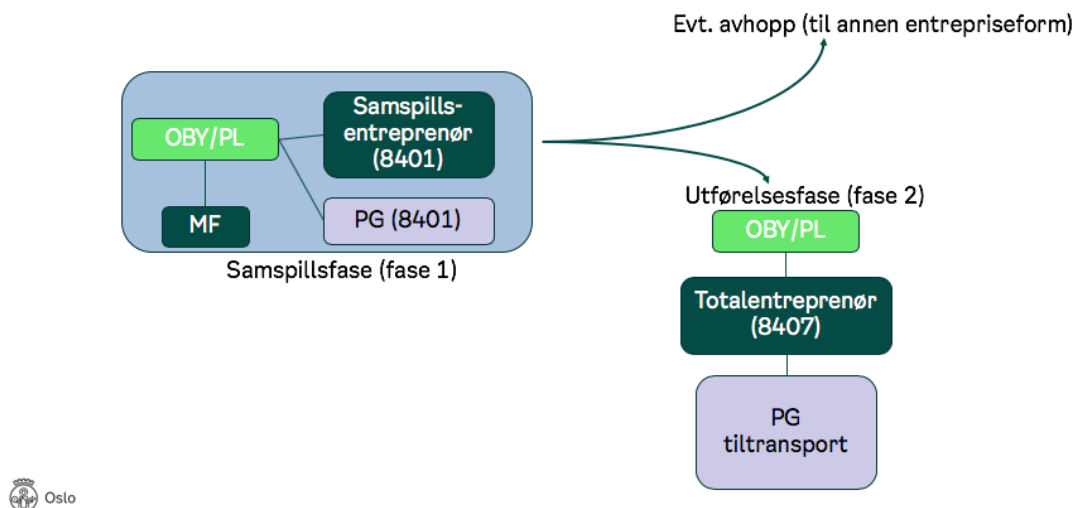 Evt. avhopp (til annen entrepriseform)
Samspills-
entreprenør
(8401)
OBY/PL
MF
PG (8401)
Samspillsfase (fase 1)
Utførelsesfase (fase 2)
OBY/PL
Totalentreprenør
(8407)
PG
tiltransport
Oslo